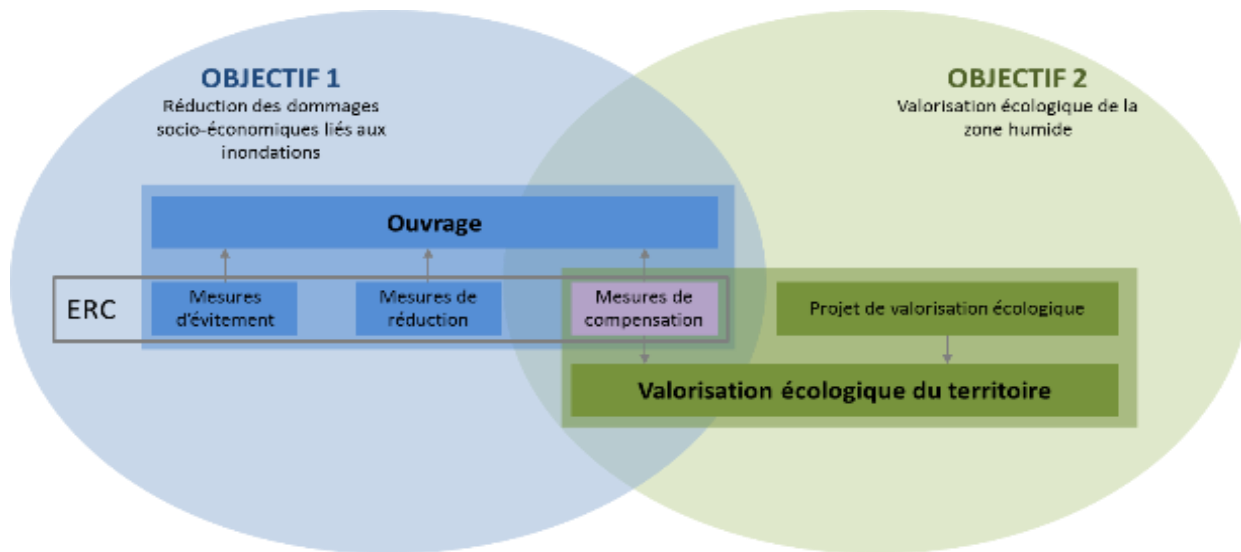 OBJECTIF 1
Réduction des dommages
socio-économiques liés aux
inondations
OBJECTIF 2
Valorisation écologique de la
zone humide
Ouvrage
ERC
Mesures
d'évitement
Mesures de
réduction
Mesures de
compensation
Projet de valorisation écologique
Valorisation écologique du territoire